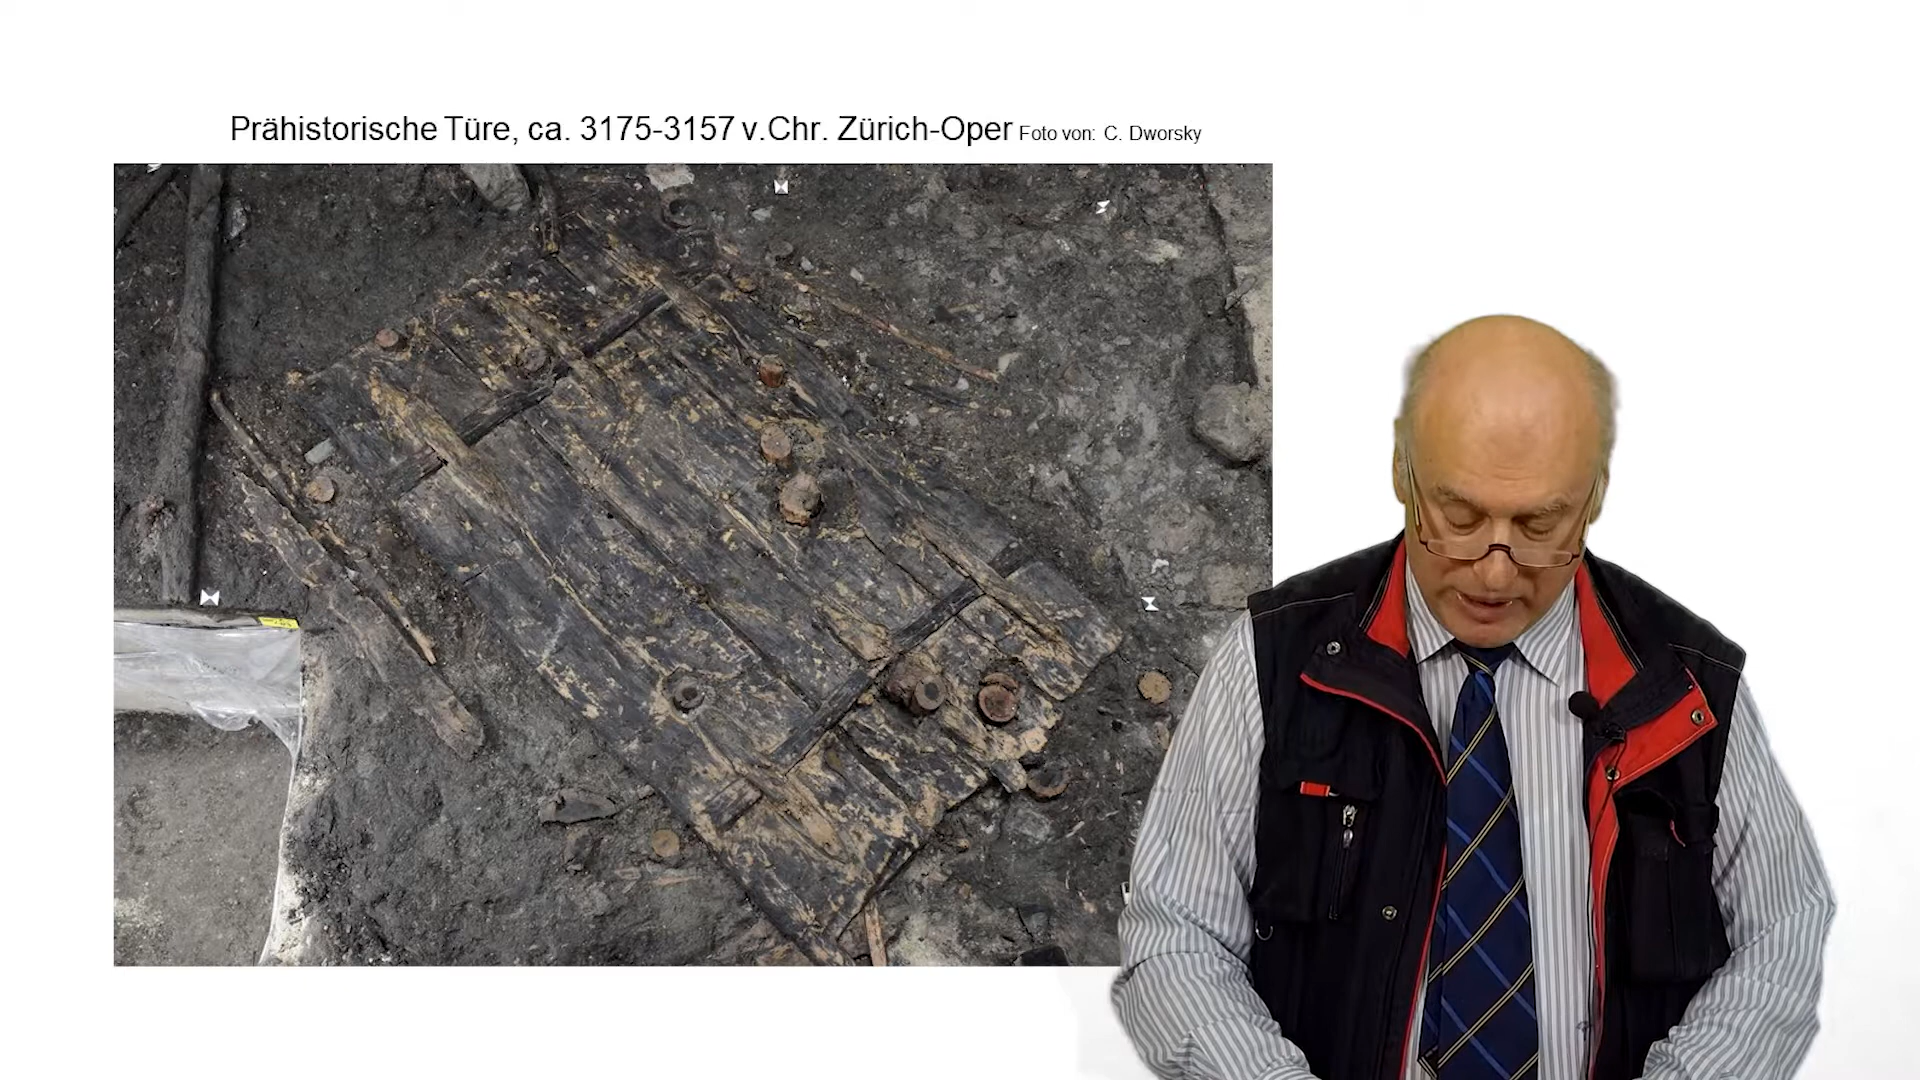 Prähistorische Türe, ca. 3175-3157 v.Chr. Zürich-Oper Foto von: C. Dworsky